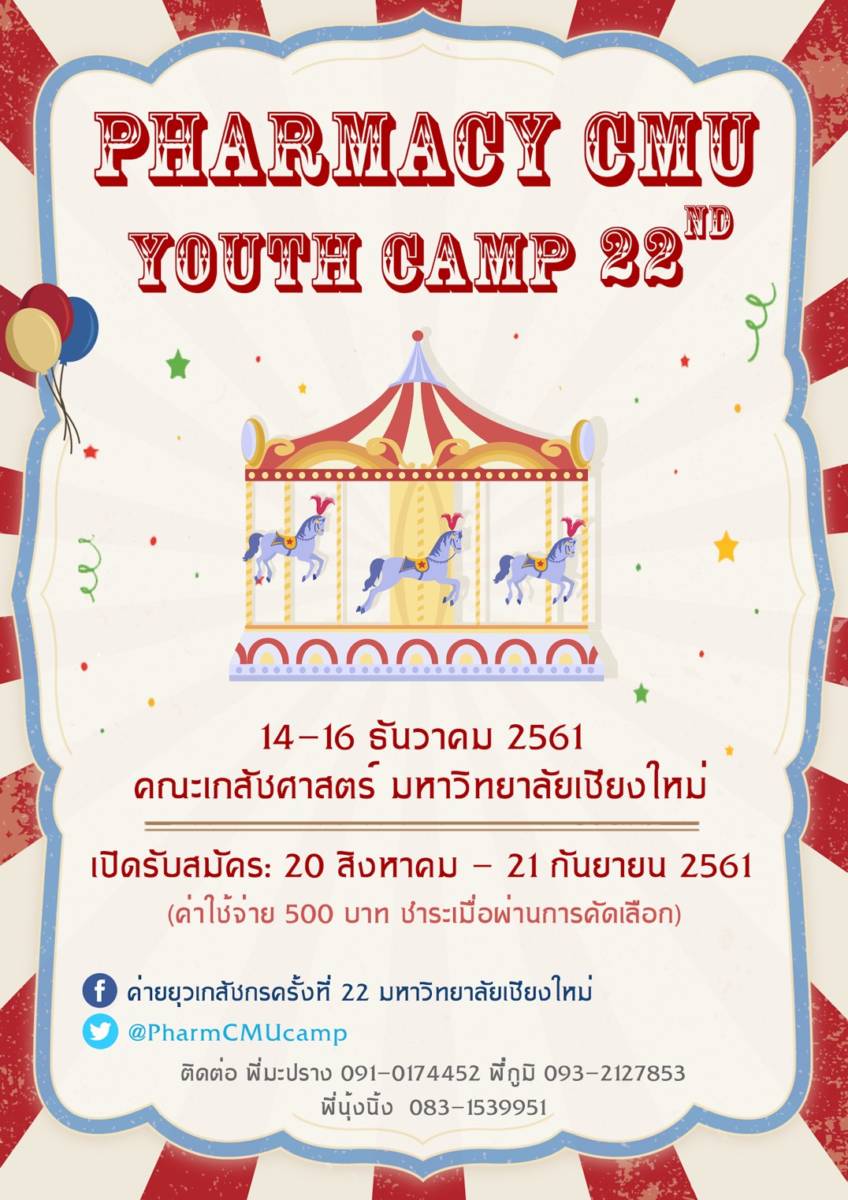 PHARMACY CMU
YOUTH CAMP 22ND
14-16 ธันวาคม 2561
คณะเภสัชศาสตร์ มหาวิทยาลัยเชียงใหม่
เปิดรับสมัคร: 20 สิงหาคม - 21 กันยายน 2561
(ค่าใช้จ่าย 500 บาท ชำระเมื่อผ่านการคัดเลือก)
f ค่ายยุวเภสัชกรครั้งที่ 22 มหาวิทยาลัยเชียงใหม่
@PharmCMUcamp
ติดต่อ พี่มะปราง 091-0174452 พี่ภูมิ 093-2127853
พี่นุ้งนิ้ง 083-1539951